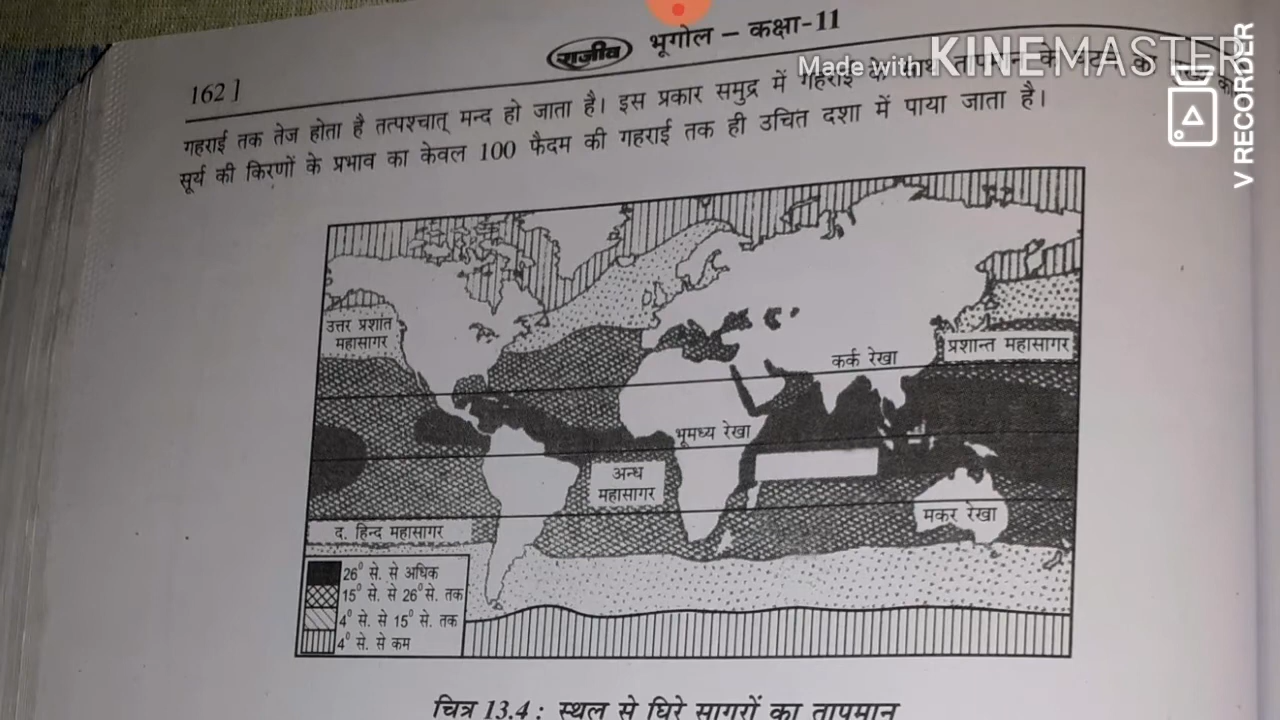 राजीव भूगोल – कक्षा-11
Made with KINEMASTER
V RECORDER
162 ]
गहराई तक तेज होता है तत्पश्चात् मन्द हो जाता है। इस प्रकार समुद्र में गहराई के साथ तापमान के
सूर्य की किरणों के प्रभाव का केवल 100 फैदम की गहराई तक ही उचित दशा में पाया जाता है।
उत्तर प्रशांत
महासागर
प्रशान्त महासागर
कर्क रेखा
भूमध्य रेखा
अन्ध
महासागर
मकर रेखा
द. हिन्द महासागर
26° से. से अधिक
15° से. से 26° से. तक
4° से. से 15° से. तक
4° से. से कम
चित्र 13.4 : स्थल से घिरे सागरों का तापमान